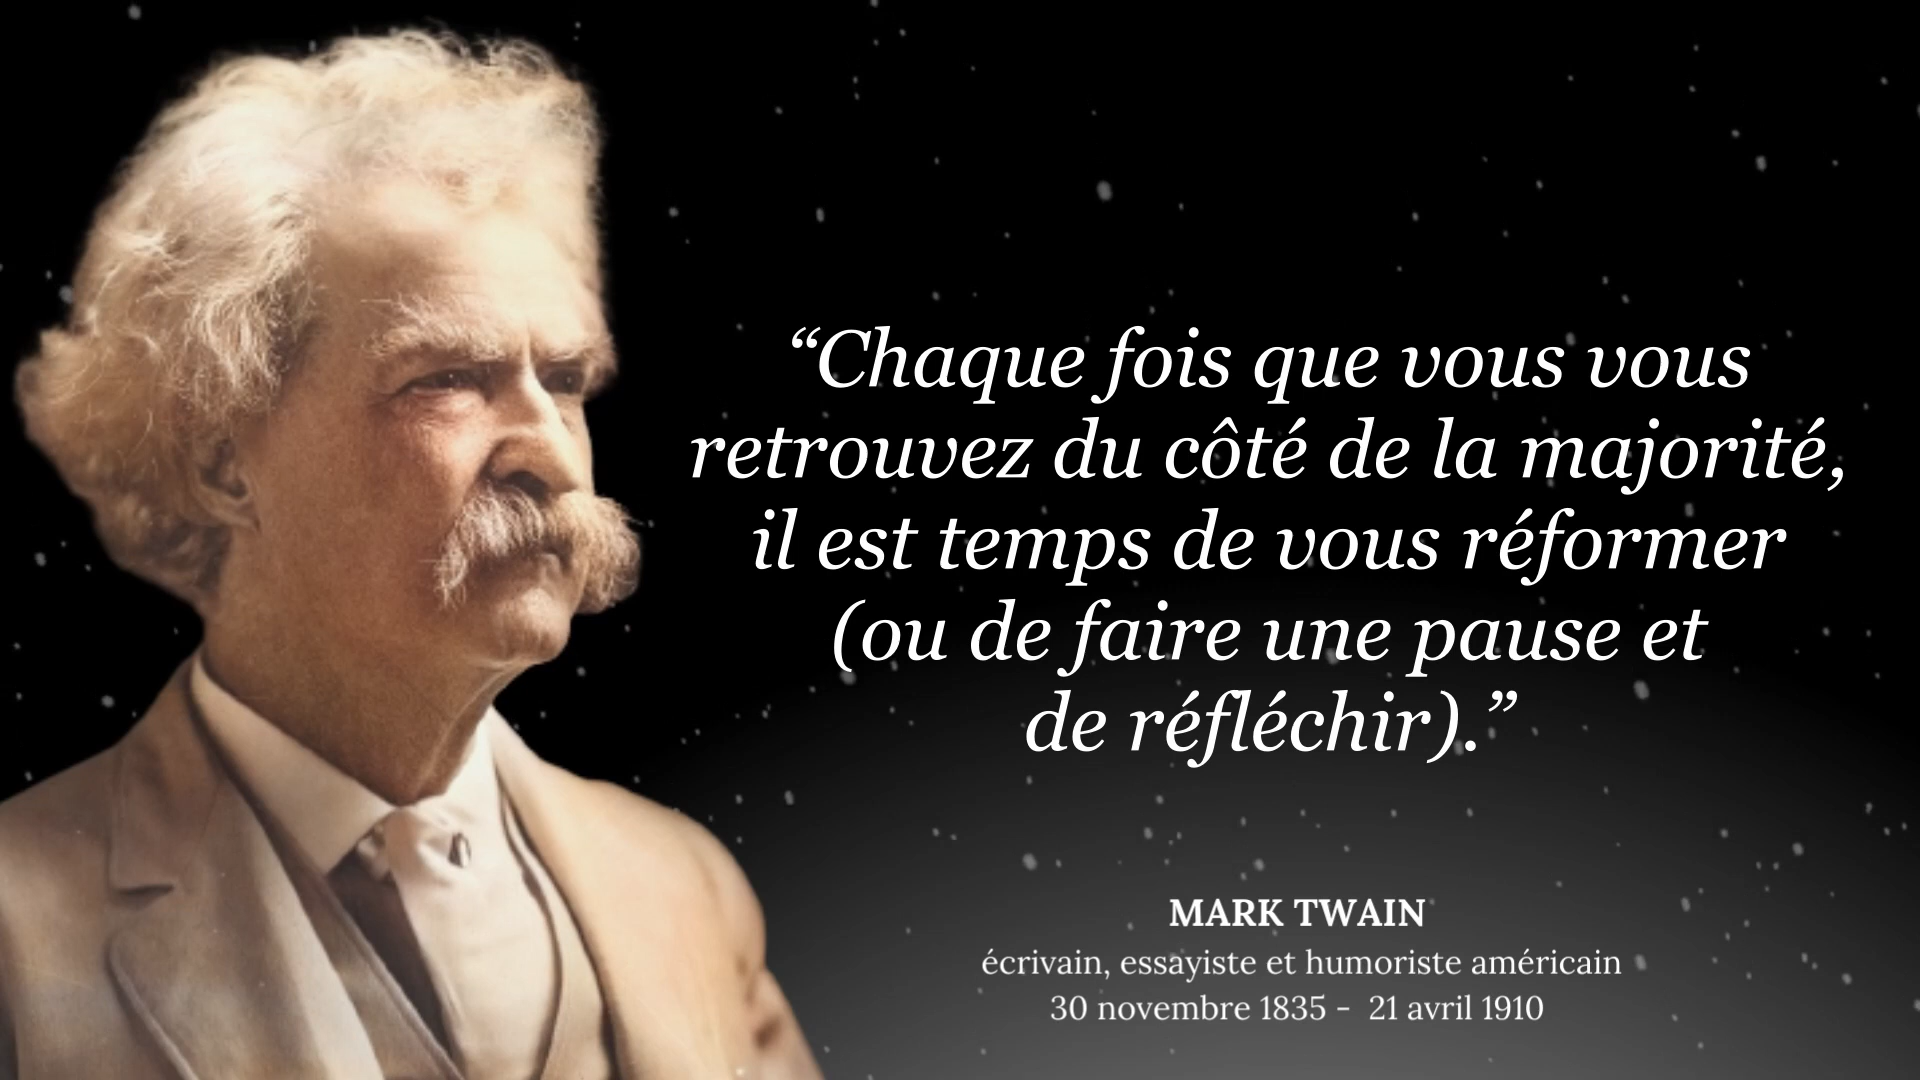 “Chaque fois que vous vous
retrouvez du côté de la majorité,
il est temps de vous réformer
(ou de faire une pause et
de réfléchir).”
MARK TWAIN
écrivain, essayiste et humoriste américain
30 novembre 1835 - 21 avril 1910